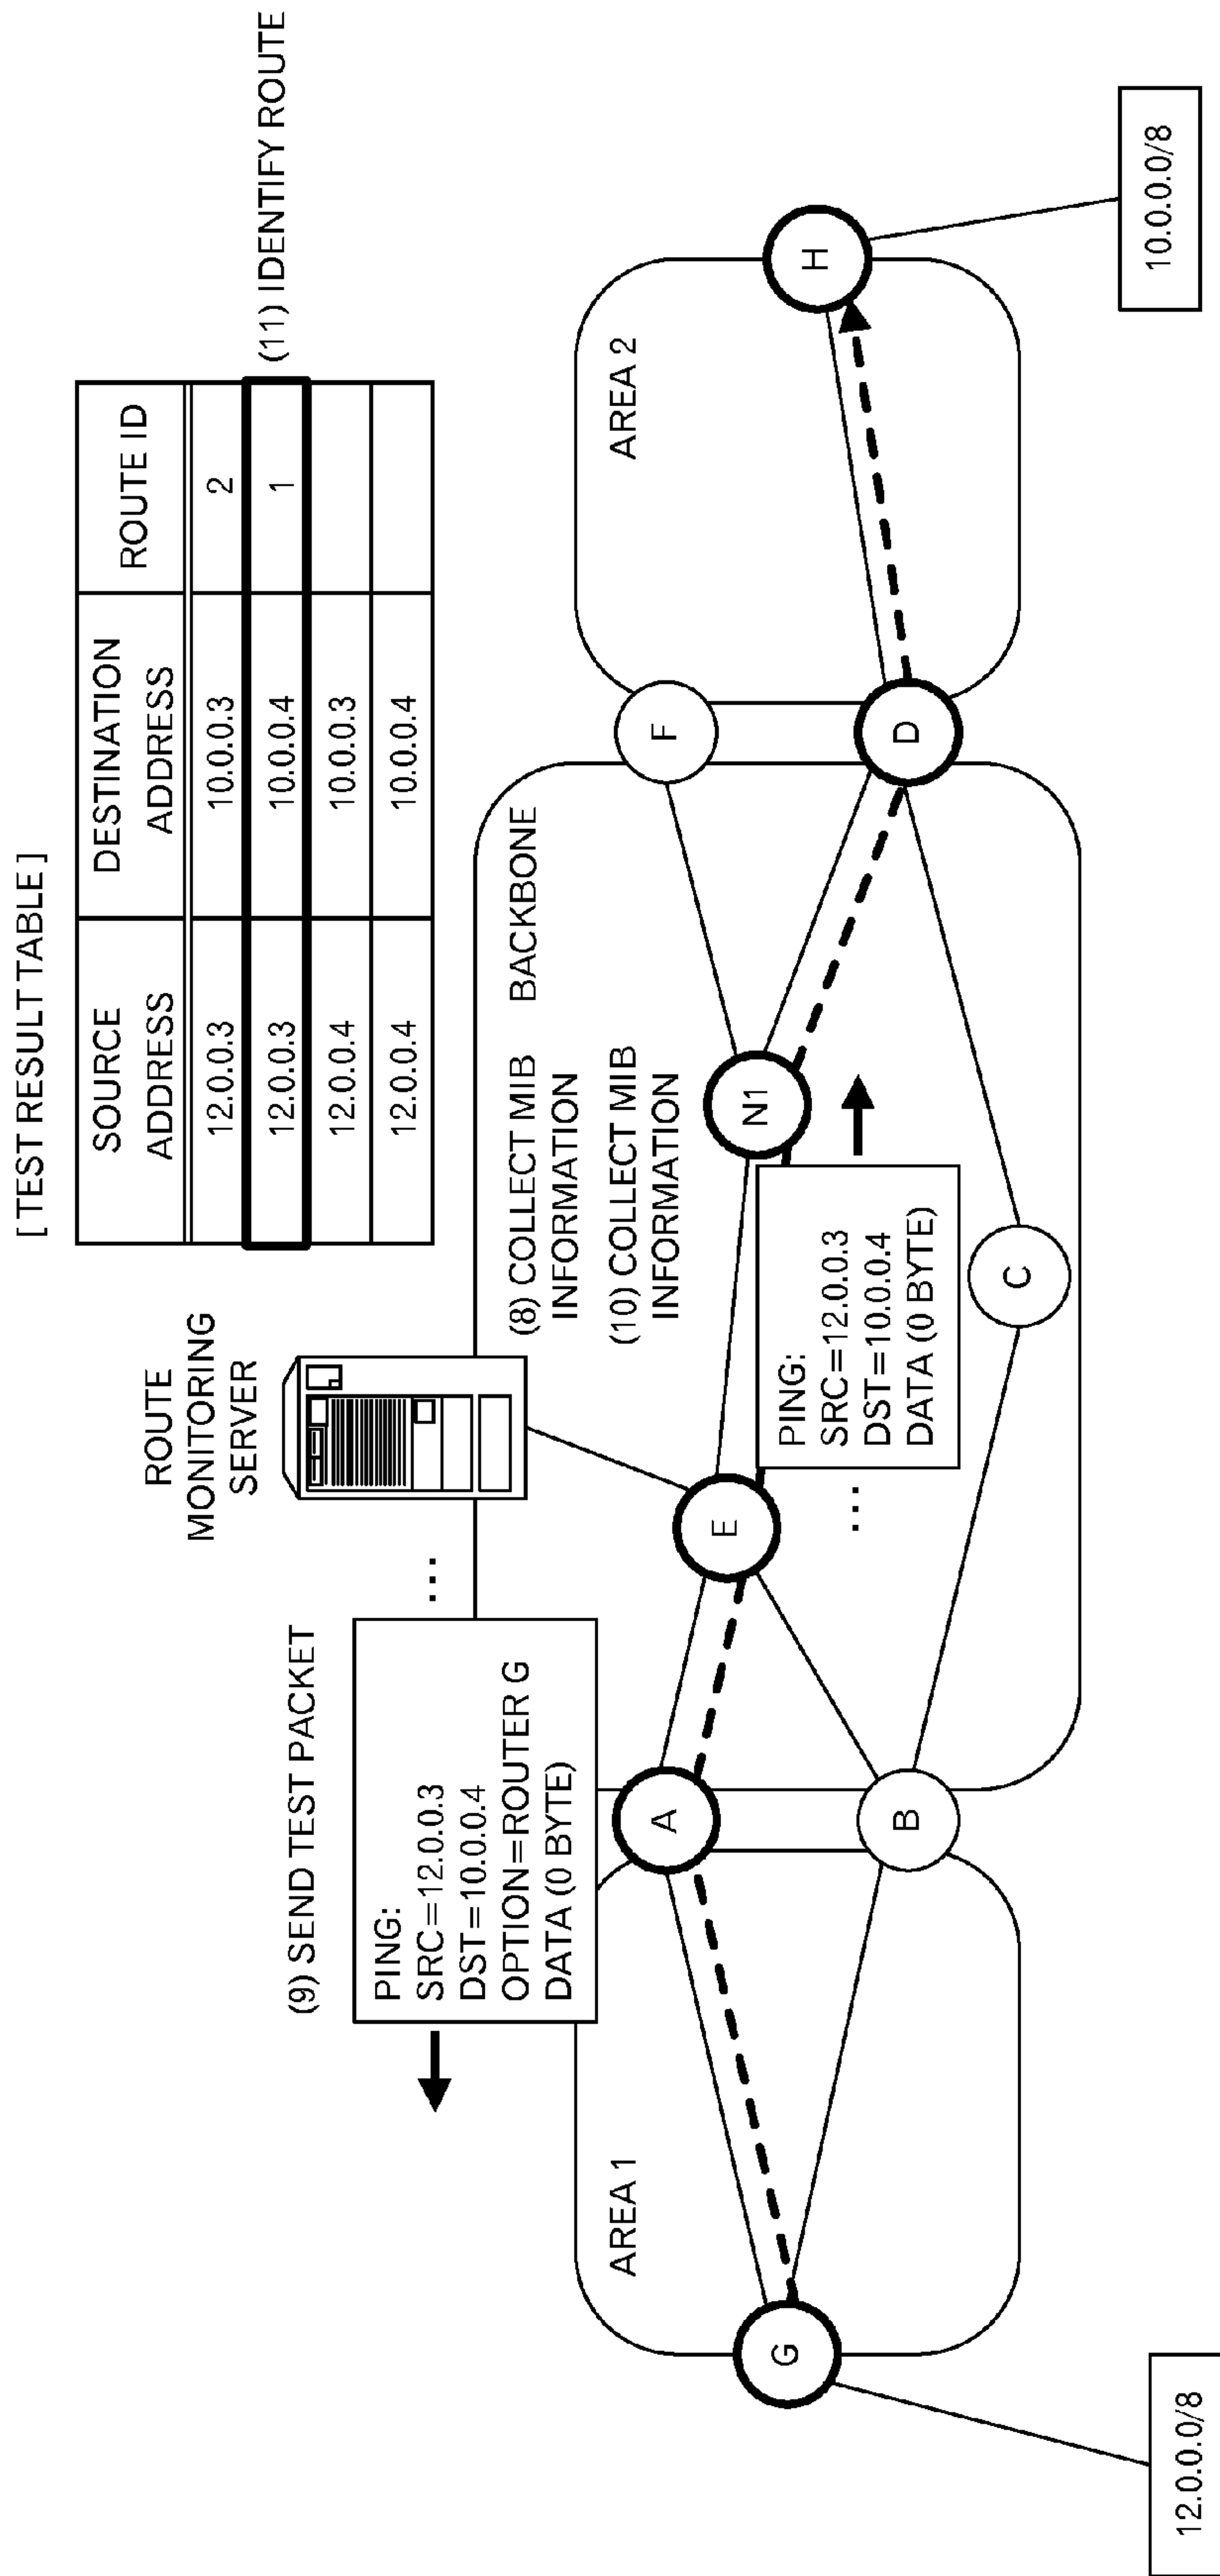 [ TEST RESULT TABLE ]
SOURCE ADDRESS
DESTINATION ADDRESS
ROUTE ID
12.0.0.3 10.0.0.3 2
12.0.0.3 10.0.0.4 1
12.0.0.4 10.0.0.3
12.0.0.4 10.0.0.4
(11) IDENTIFY ROUTE
ROUTE
MONITORING
SERVER
(9) SEND TEST PACKET
PING:
SRC=12.0.0.3
DST=10.0.0.4
OPTION=ROUTER G
DATA (0 BYTE)
...
(8) COLLECT MIB
INFORMATION
(10) COLLECT MIB
INFORMATION
BACKBONE
AREA 1
AREA 2
G
A
B
E
N1
C
F
D
H
PING:
SRC=12.0.0.3
DST=10.0.0.4
DATA (0 BYTE)
...
12.0.0.0/8
10.0.0.0/8